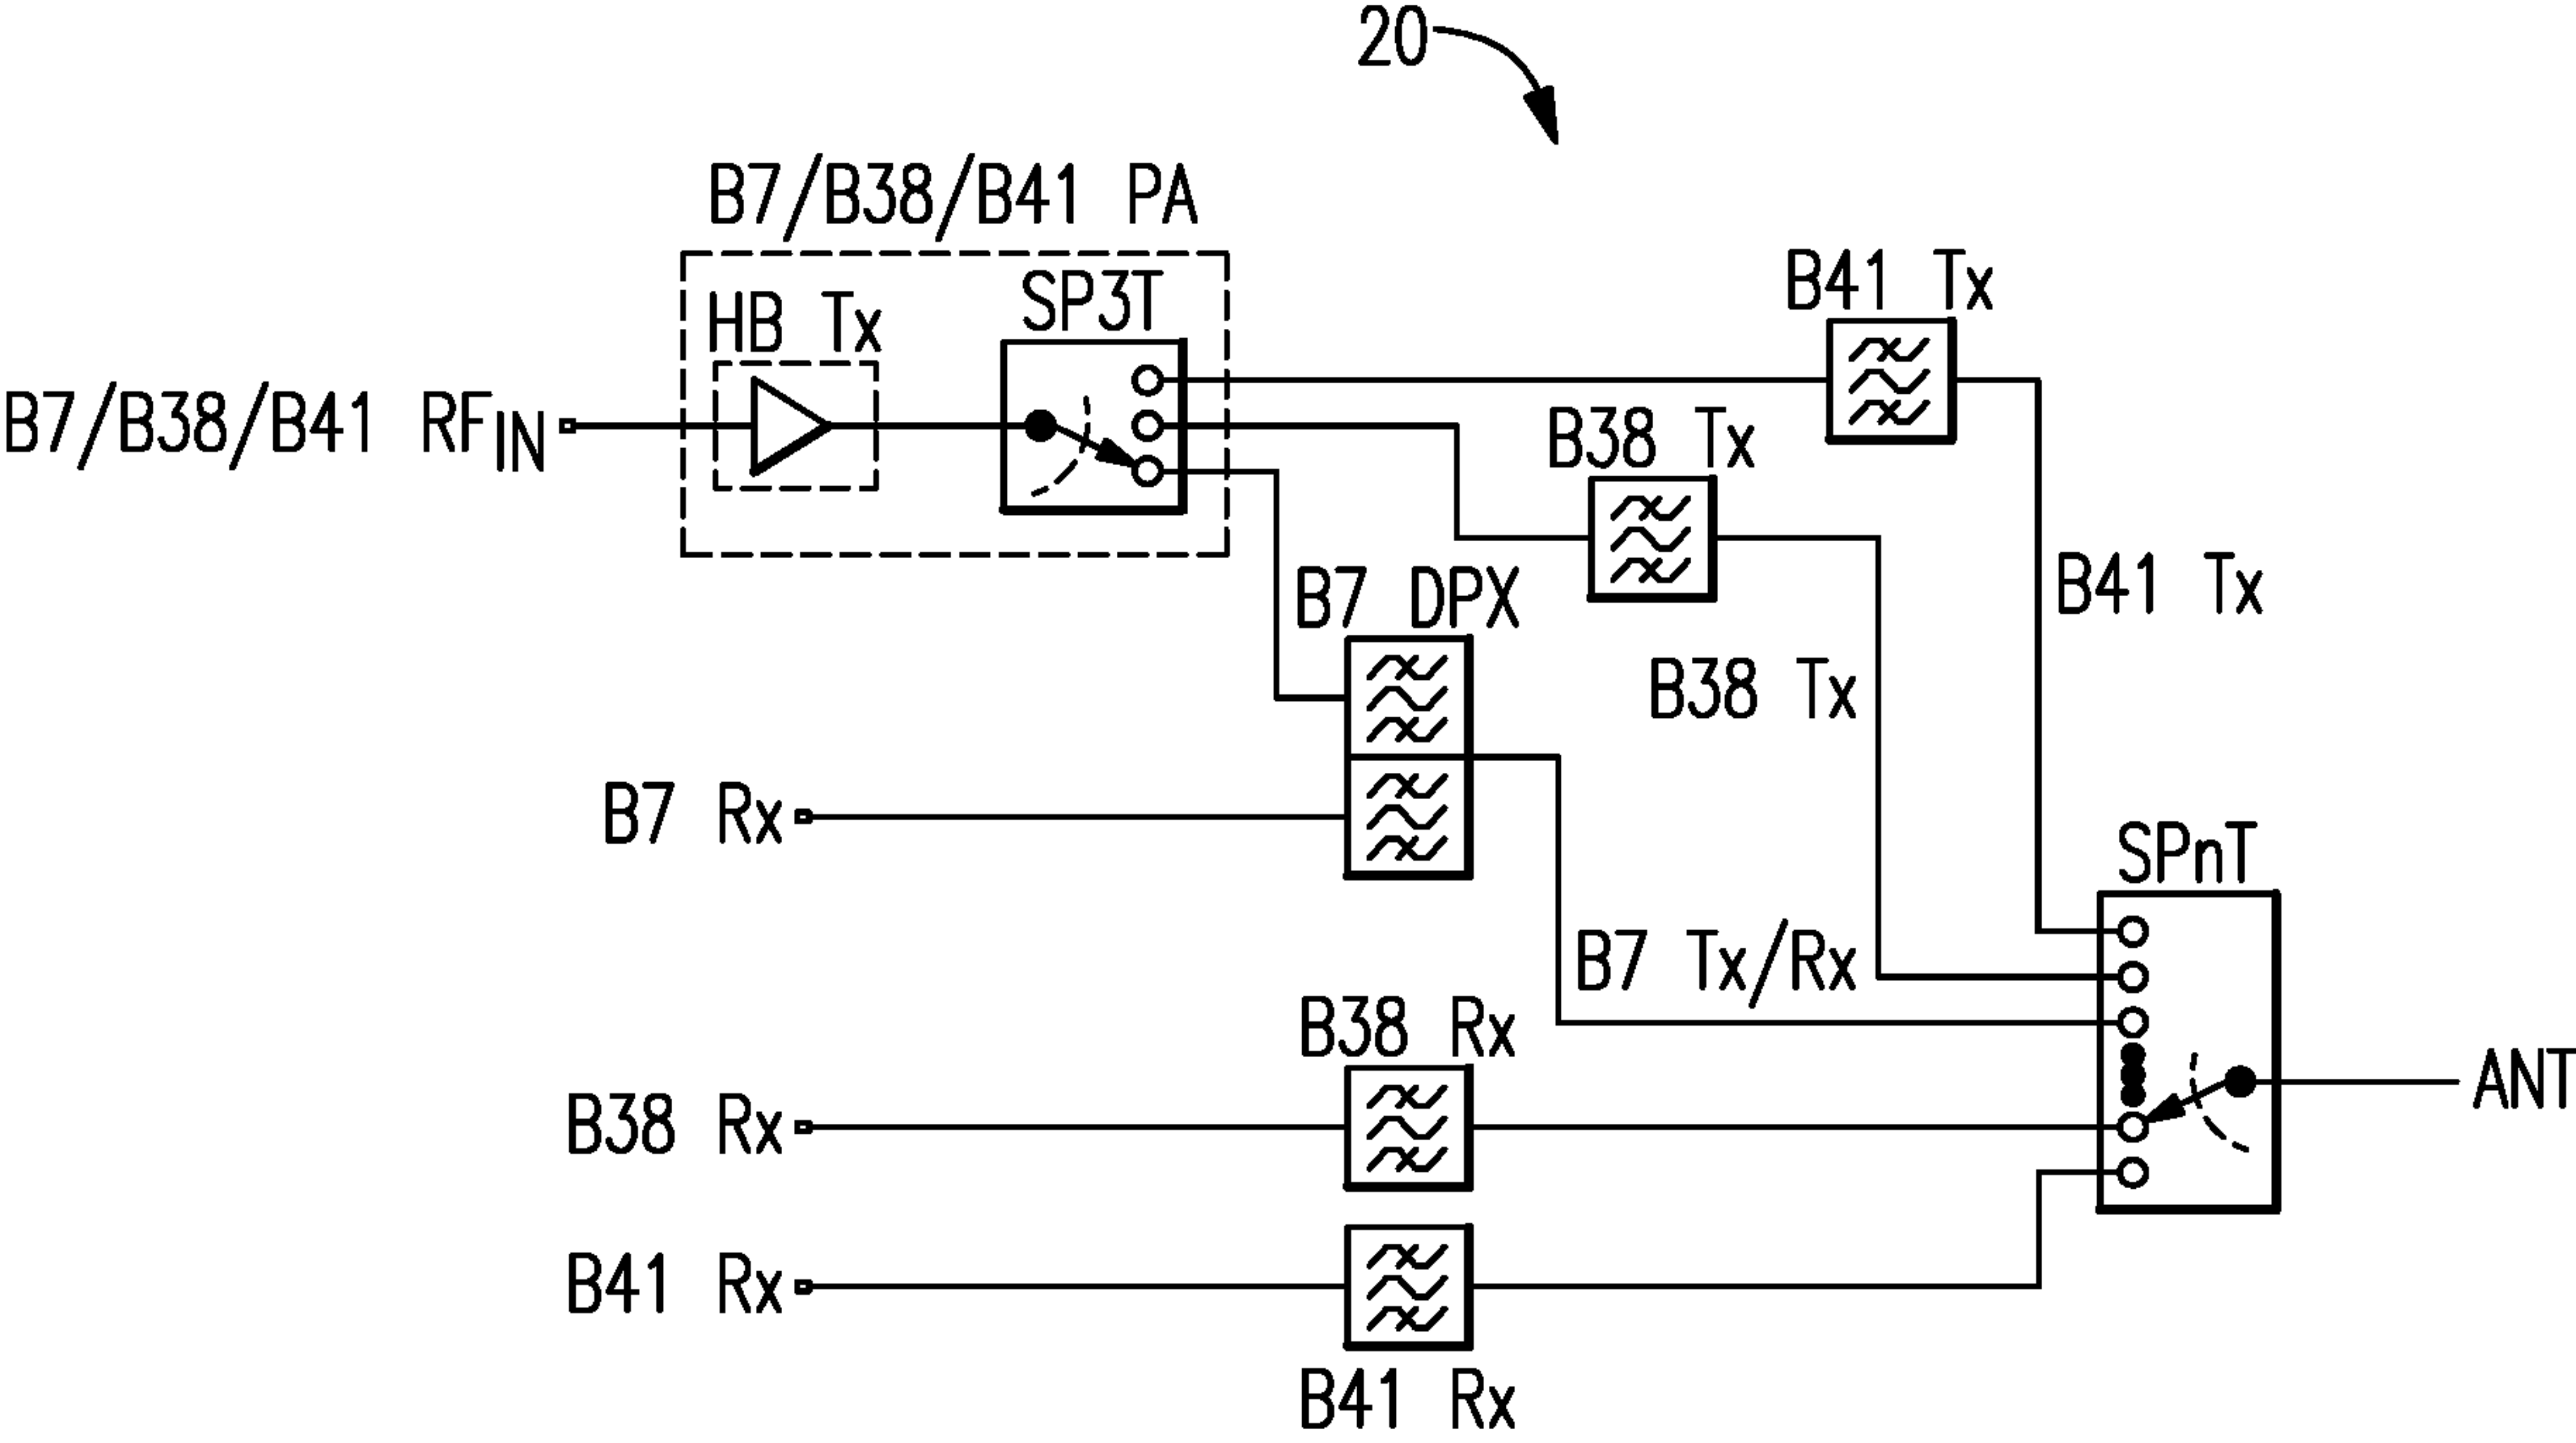 20
B7/B38/B41 PA
HB Tx
SP3T
B41 Tx
B7/B38/B41 RFIN
B38 Tx
B41 Tx
B7 DPX
B38 Tx
B7 Rx
SPnT
B7 Tx/Rx
B38 Rx
ANT
B38 Rx
B41 Rx
B41 Rx